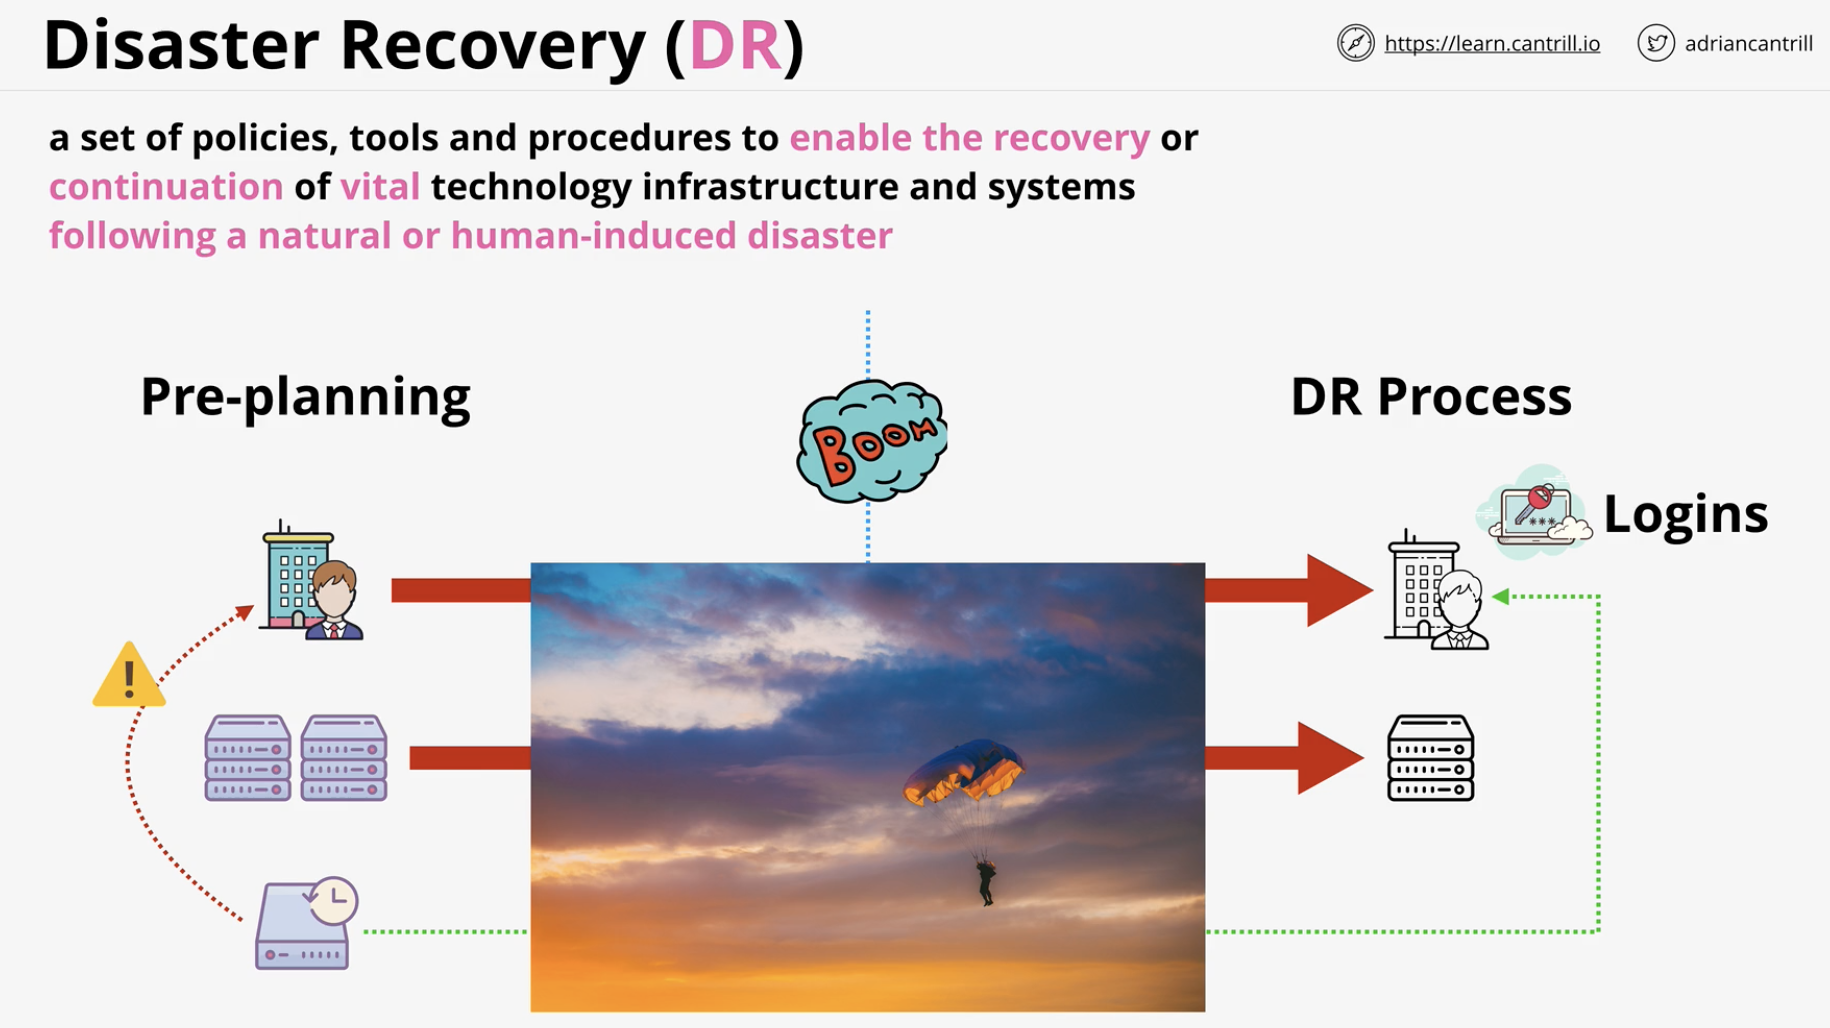 Disaster Recovery (DR)
https://learn.cantrill.io
adriancantrill
a set of policies, tools and procedures to enable the recovery or
continuation of vital technology infrastructure and systems
following a natural or human-induced disaster
Pre-planning
BOOM
DR Process
Logins